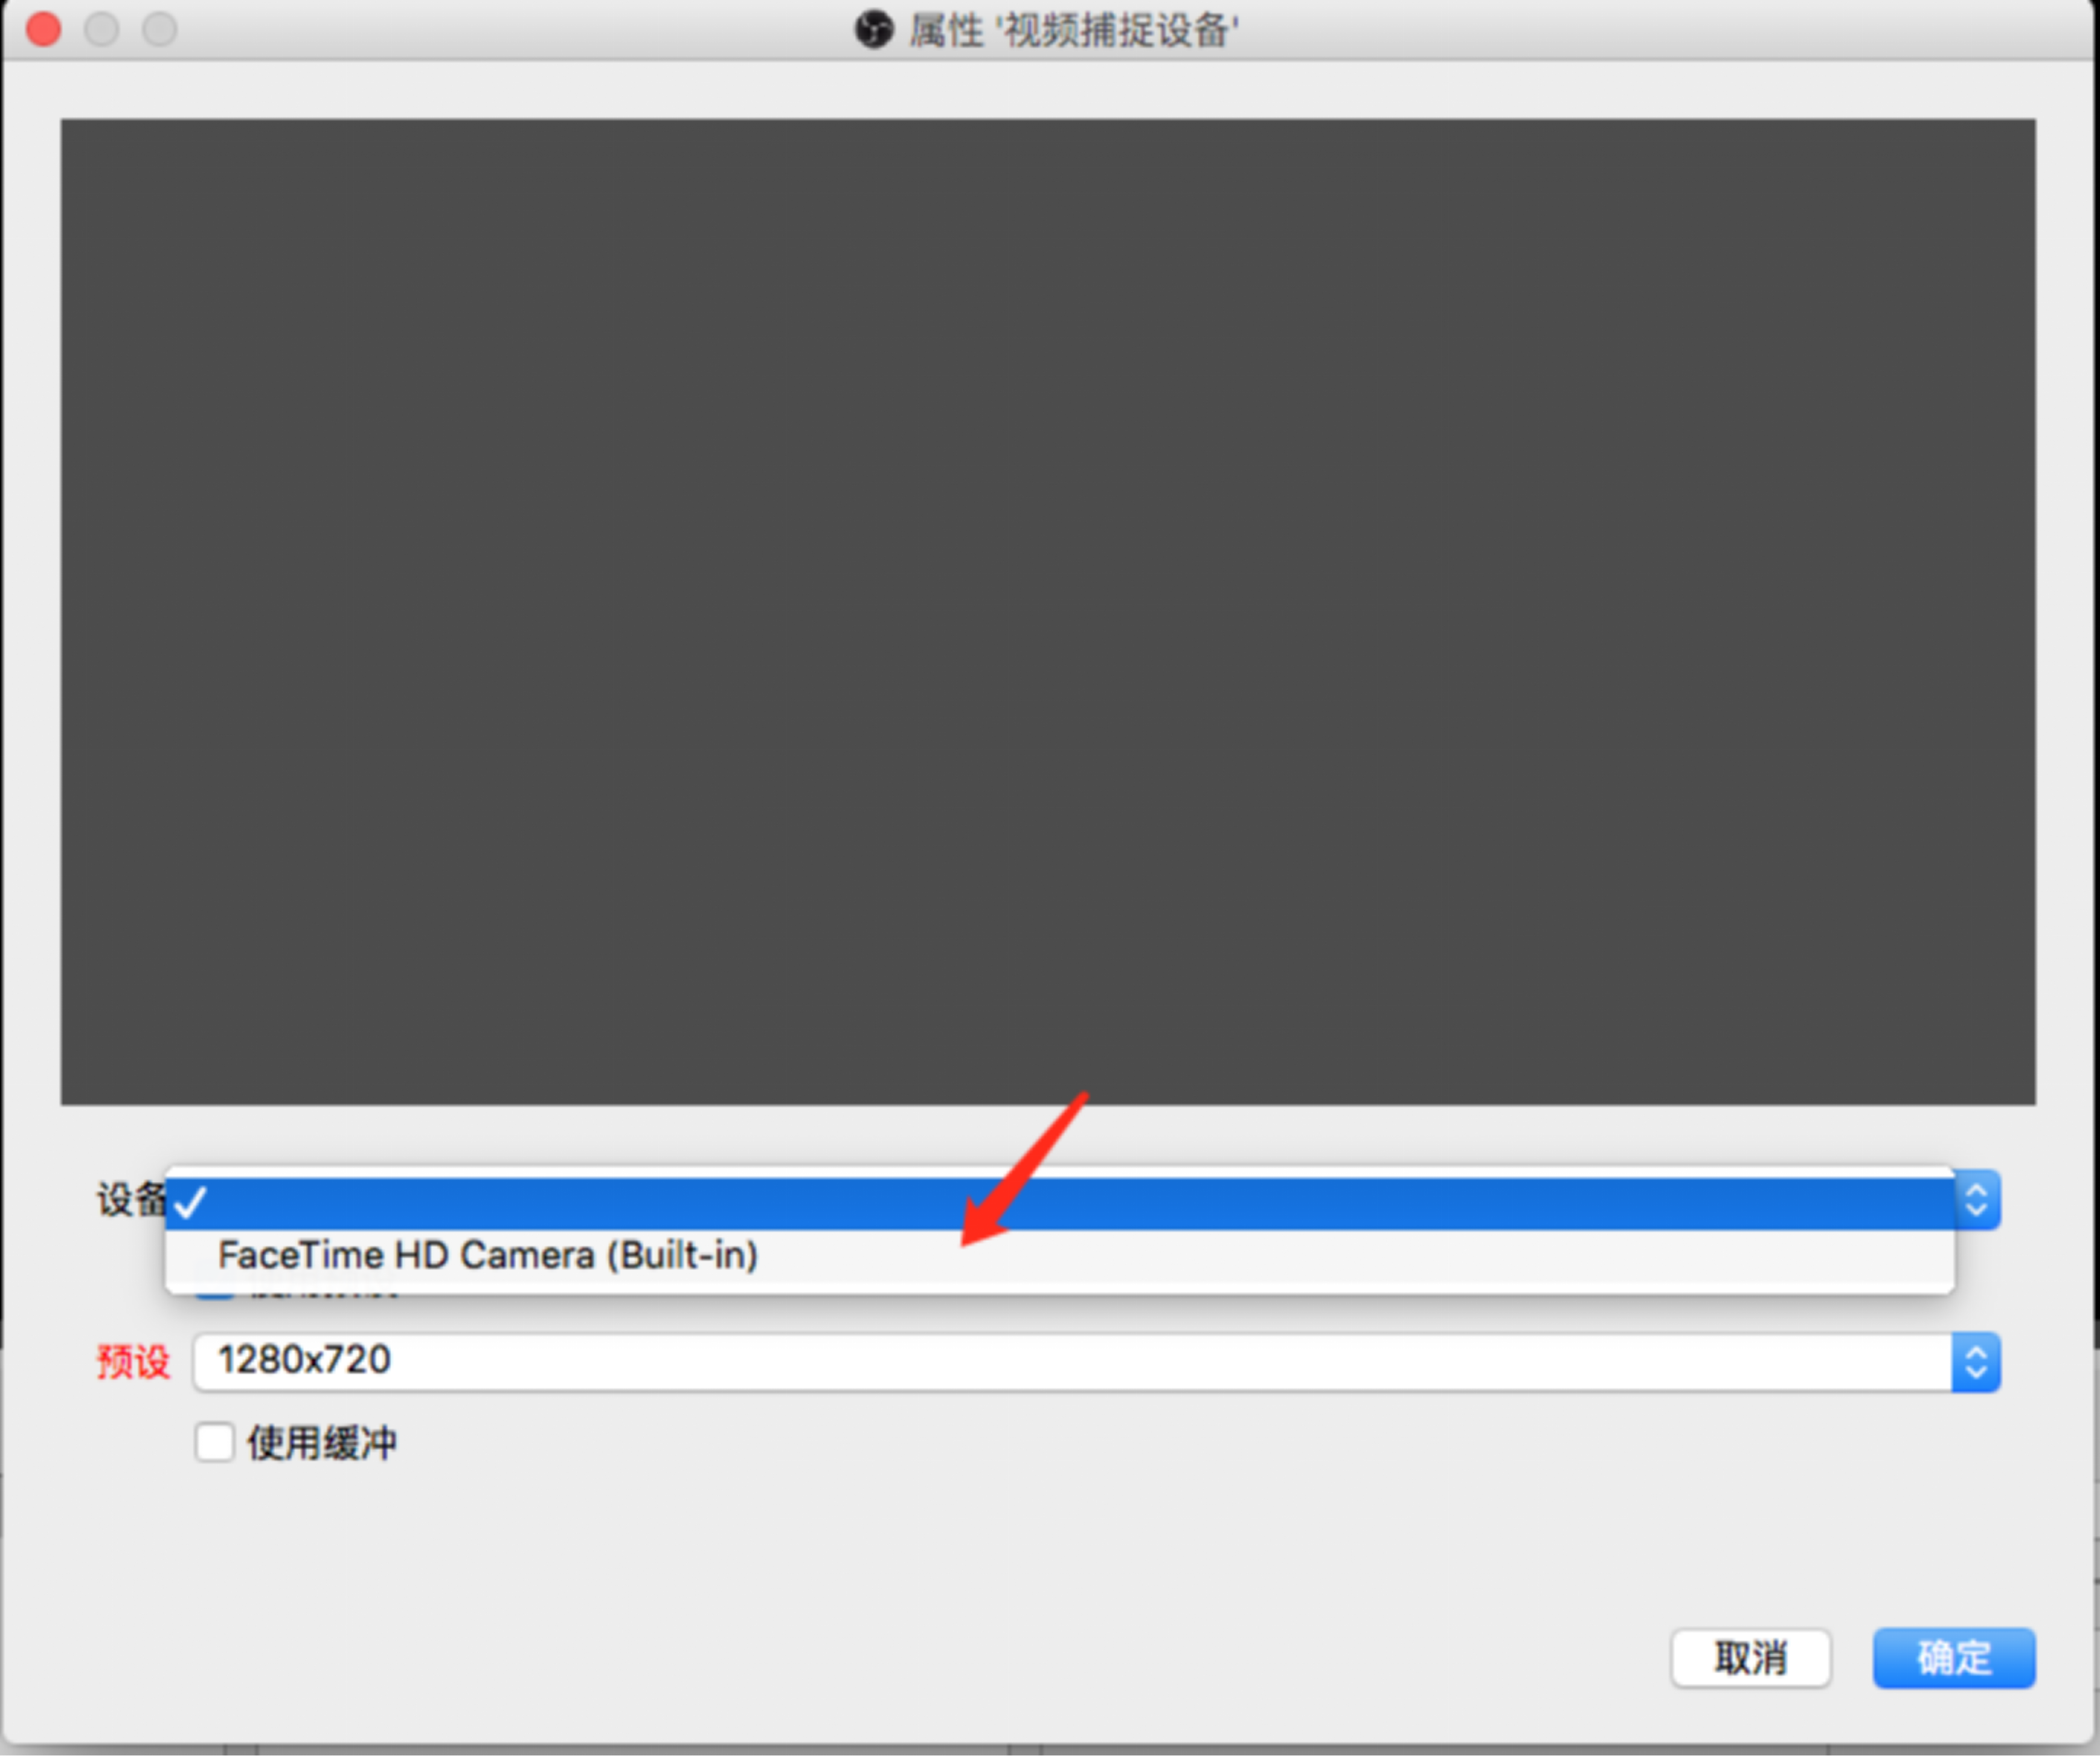 属性 '视频捕捉设备'
设备
FaceTime HD Camera (Built-in)
预设 1280x720
使用缓冲
取消 确定